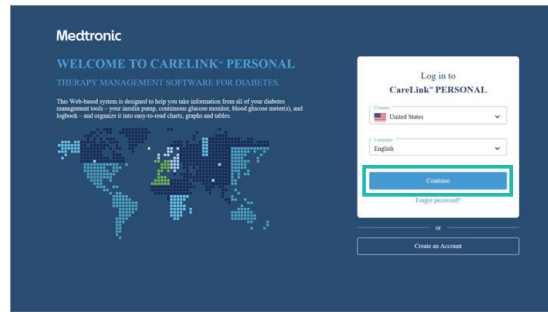 Medtronic
WELCOME TO CARELINK™ PERSONAL
THERAPY MANAGEMENT SOFTWARE FOR DIABETES.
This Web-based system is designed to help you take information from all of your diabetes
management tools – your insulin pump, continuous glucose monitor, blood glucose meter(s), and
logbook – and organize it into easy-to-read charts, graphs and tables.
Log in to
CareLink™ PERSONAL
Country
United States
Language
English
Continue
Forgot password?
or
Create an Account